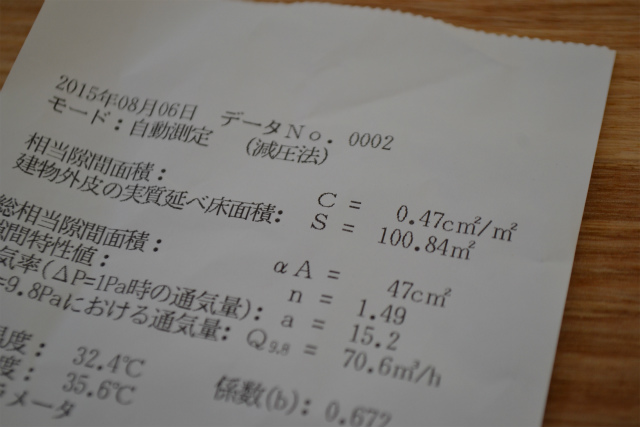 2015年08月06日 データNo. 0002
モード：自動測定 (減圧法)
相当隙間面積： C = 0.47c㎡/㎡
建物外皮の実質延べ床面積： S = 100.84㎡
総相当隙間面積： αA = 47c㎡
隙間特性値： n = 1.49
気率(ΔP=1Pa時の通気量)： a = 15.2
=9.8Paにおける通気量： Q9.8 = 70.6㎥/h
温度： 32.4℃
度： 35.6℃ 係数(b)： 0.672
ラメータ